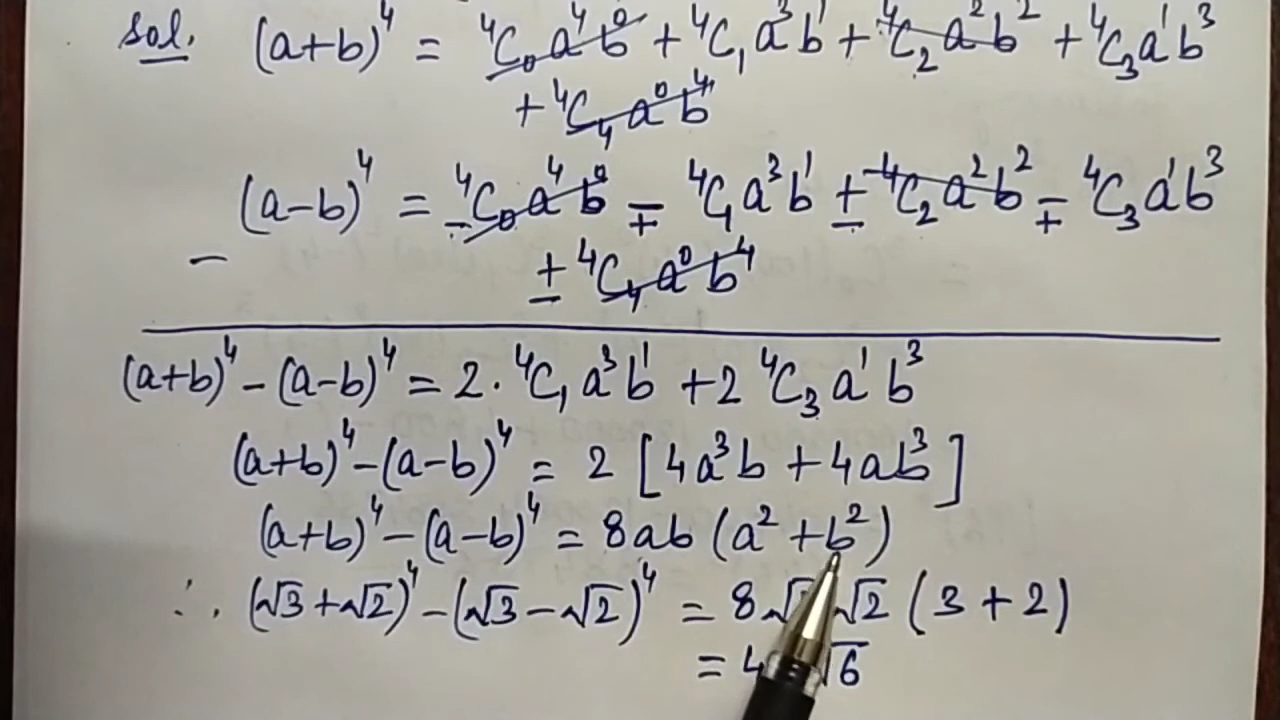 Sol. (a+b)⁴ = ⁴C₀a⁴b⁰ + ⁴C₁a³b¹ + ⁴C₂a²b² + ⁴C₃a¹b³
+ ⁴C₄a⁰b⁴
(a-b)⁴ = ⁴C₀a⁴b⁰ - ⁴C₁a³b¹ + ⁴C₂a²b² - ⁴C₃a¹b³
- - + - +
- + ⁴C₄a⁰b⁴
-
(a+b)⁴ - (a-b)⁴ = 2·⁴C₁a³b¹ + 2 ⁴C₃a¹b³
(a+b)⁴ - (a-b)⁴ = 2 [4a³b + 4ab³]
(a+b)⁴ - (a-b)⁴ = 8ab (a² + b²)
∴ (√3 + √2)⁴ - (√3 - √2)⁴ = 8√ √2 (3 + 2)
= 4 √6